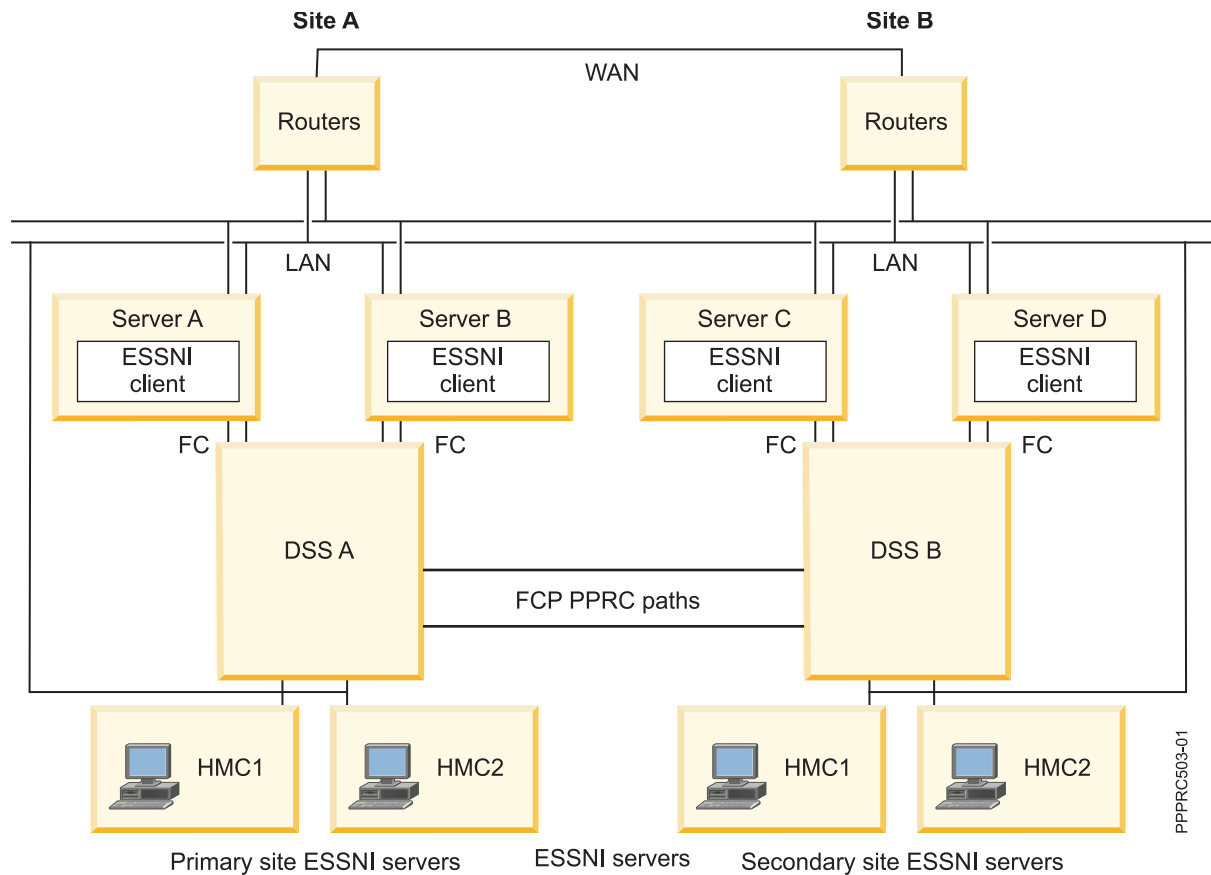 Site A
Site B
WAN
Routers
Routers
LAN
LAN
Server A
ESSNI
client
Server B
ESSNI
client
Server C
ESSNI
client
Server D
ESSNI
client
FC
FC
FC
FC
DSS A
DSS B
FCP PPRC paths
HMC1
HMC2
HMC1
HMC2
PPPRC503-01
Primary site ESSNI servers
ESSNI servers
Secondary site ESSNI servers